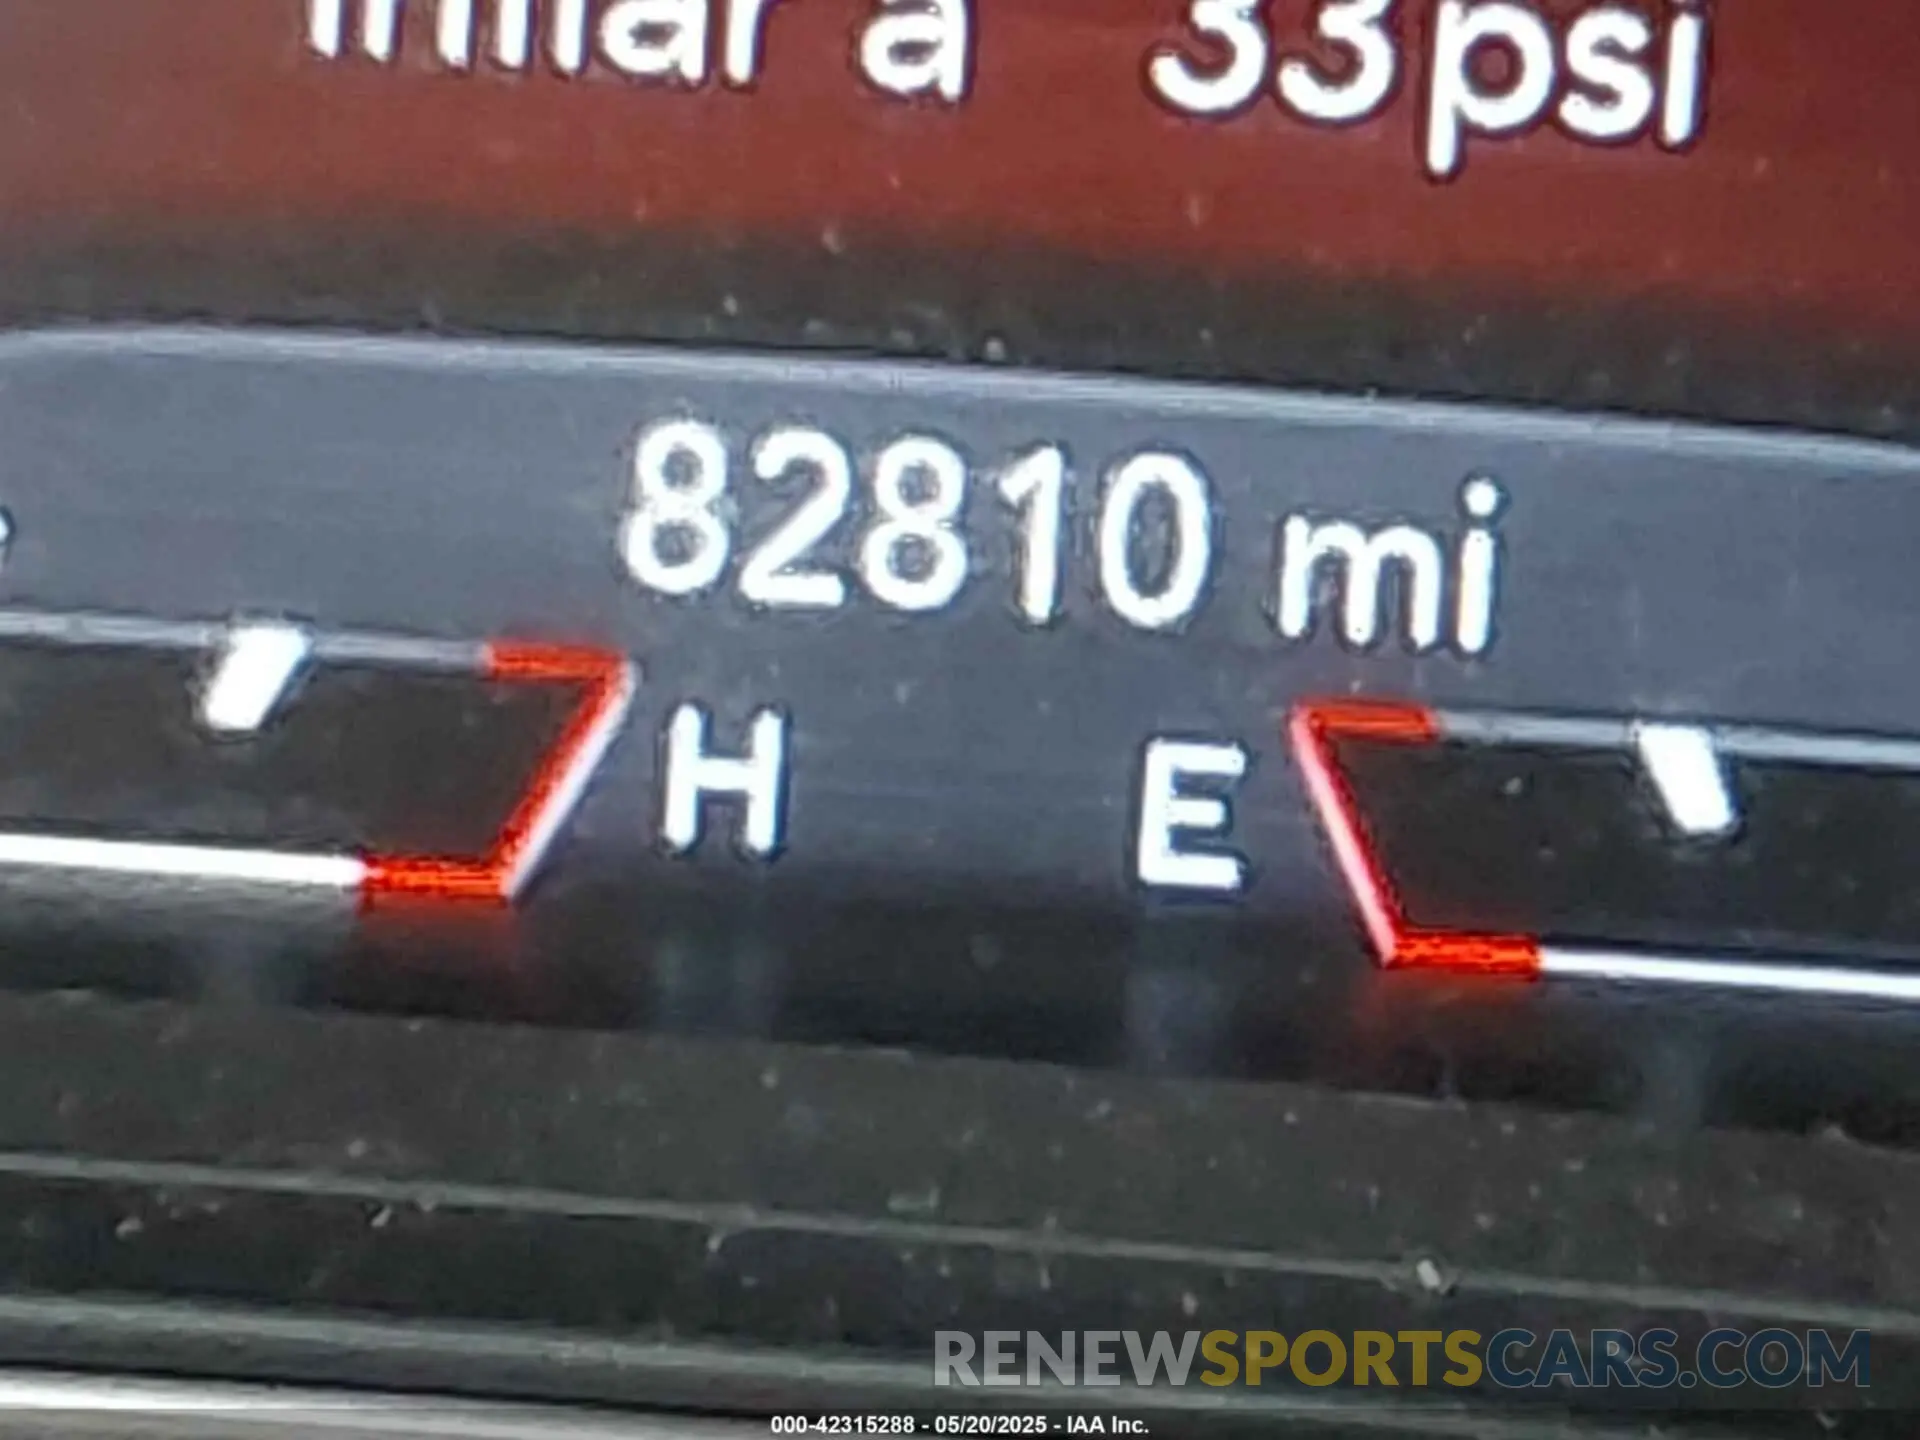 Inflar a 33psi
82810 mi
H E
RENEWSPORTSCARS.COM
000-42315288 - 05/20/2025 - IAA Inc.